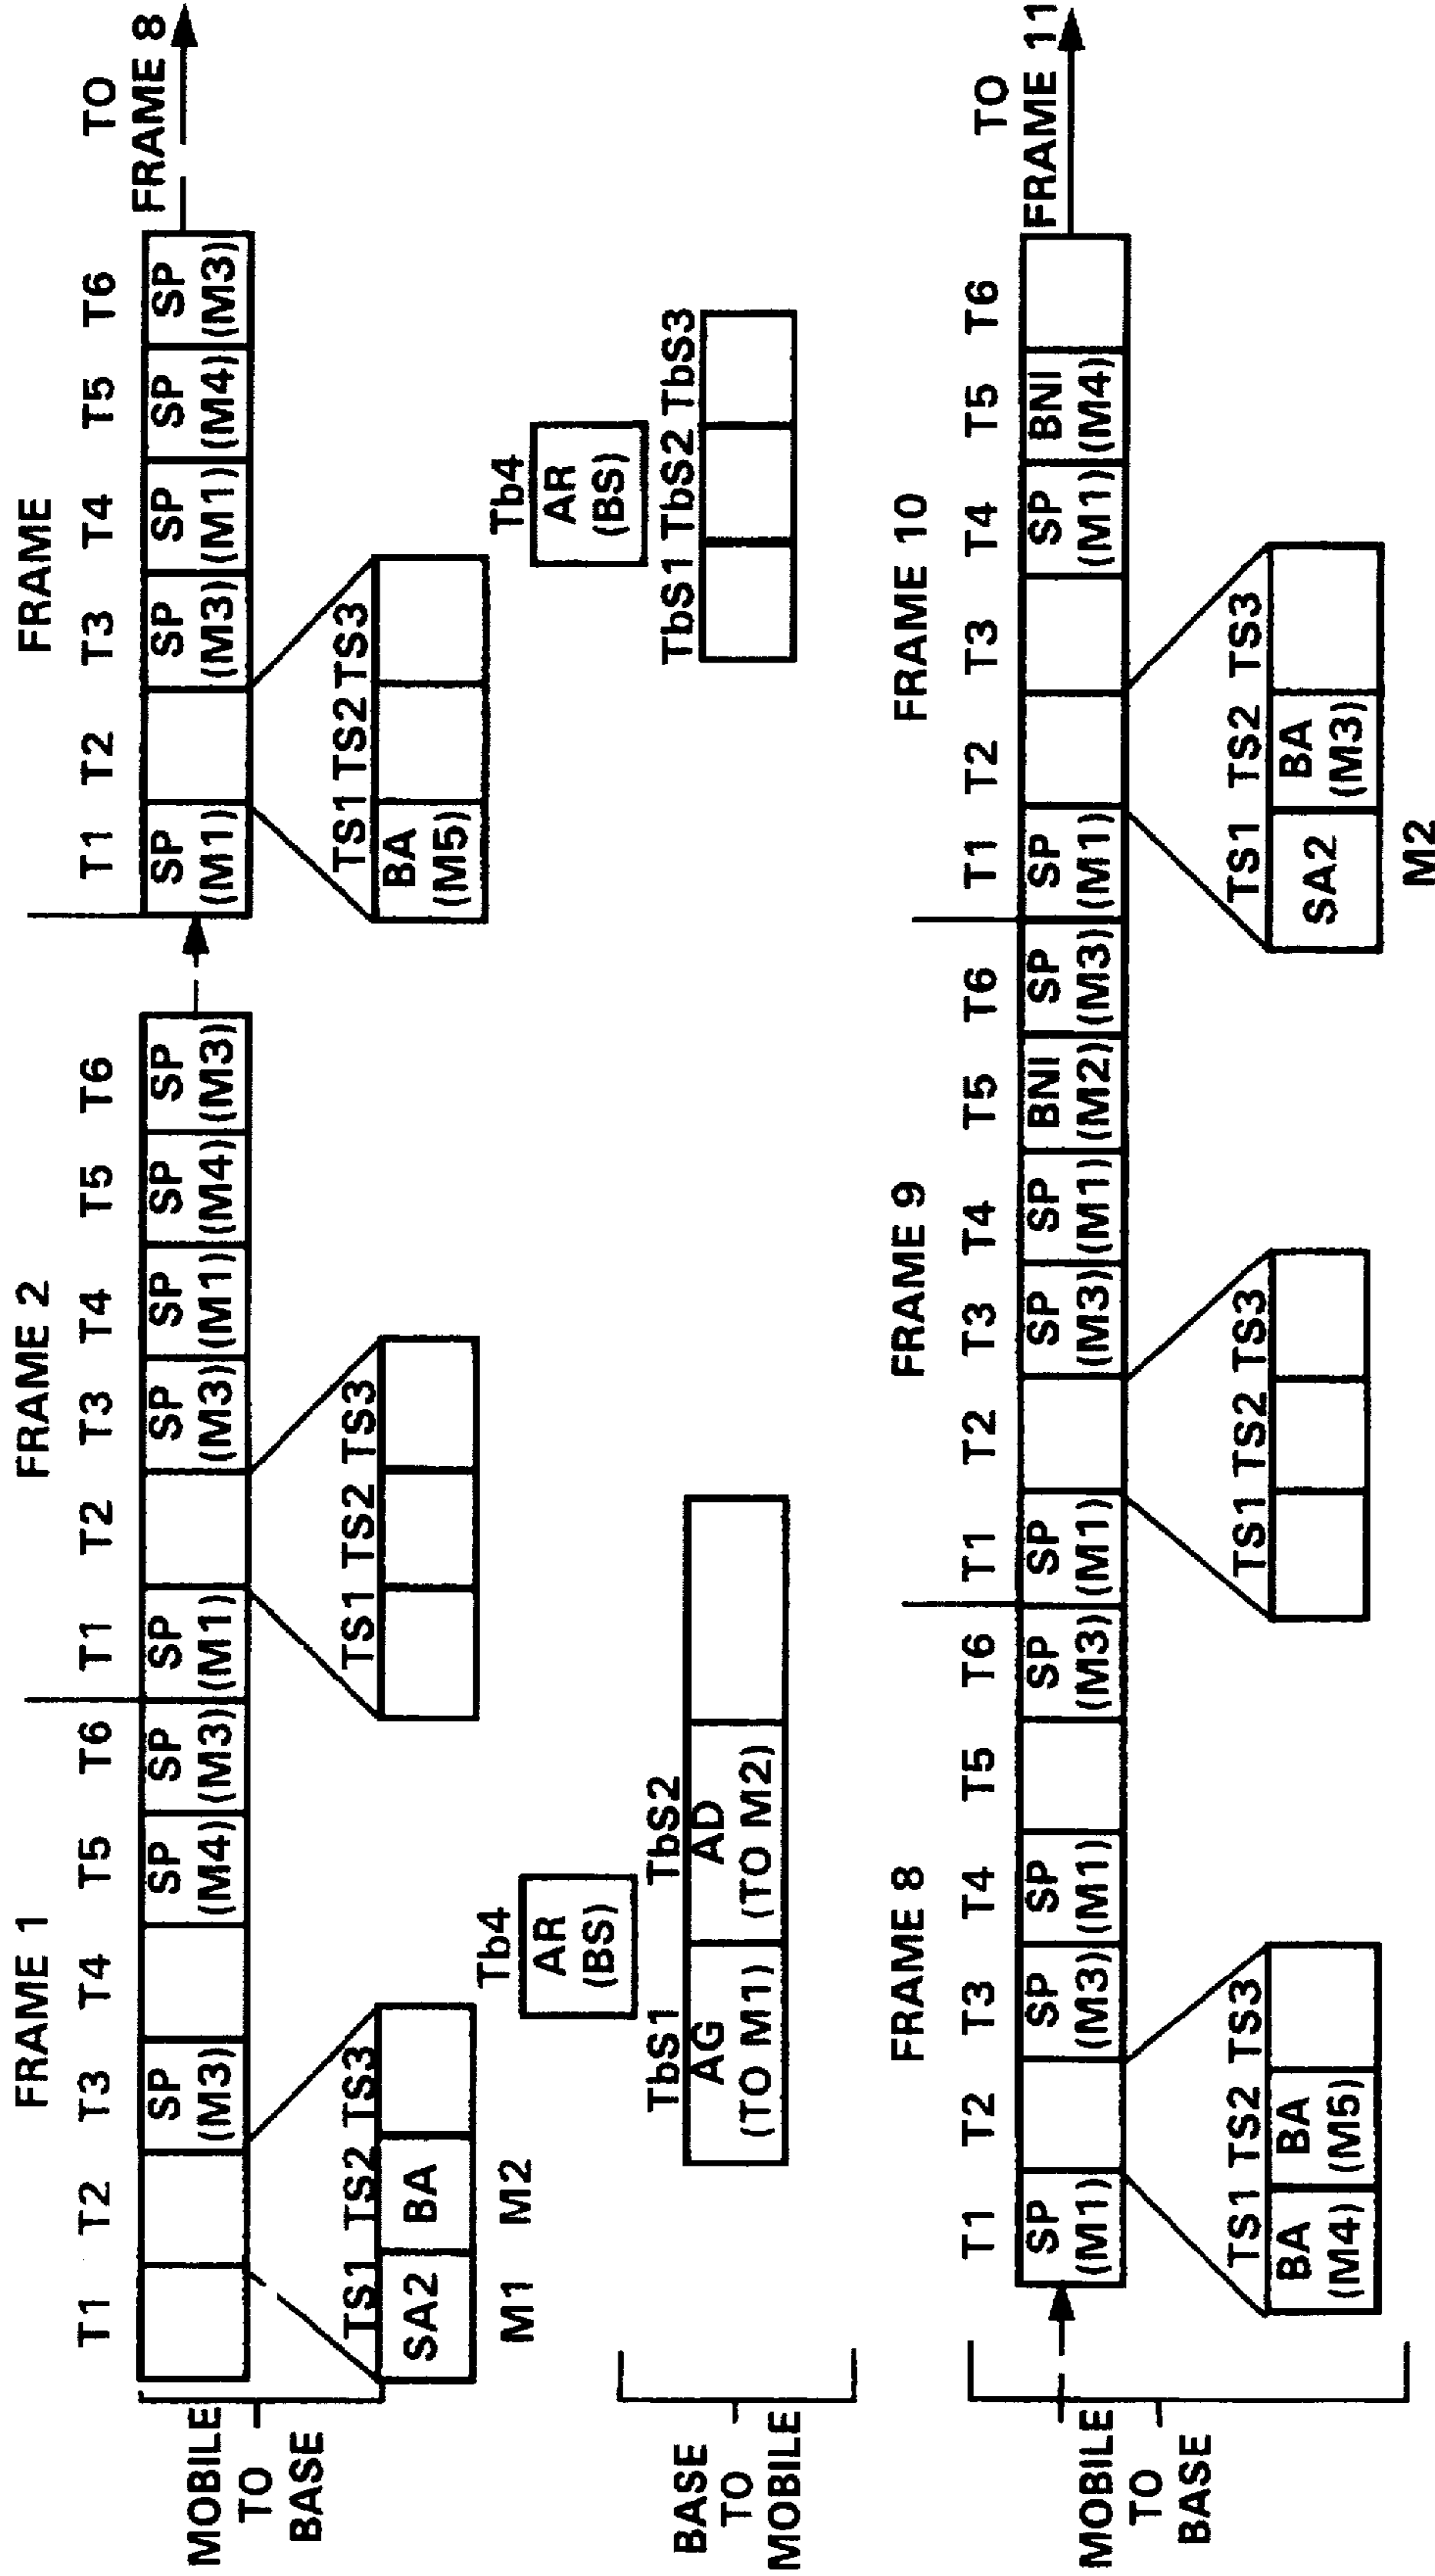 FRAME 1
FRAME 2
FRAME
T1 T2 T3 T4 T5 T6
T1 T2 T3 T4 T5 T6
T1 T2 T3 T4 T5 T6
TO
FRAME 8
MOBILE
TO
BASE
SP
(M3)
SP
(M4)
SP
(M3)
SP
(M1)
SP
(M3)
SP
(M1)
SP
(M4)
SP
(M3)
SP
(M1)
SP
(M3)
SP
(M1)
SP
(M4)
SP
(M3)
TS1 TS2 TS3
SA2
BA
M1
M2
TS1 TS2 TS3
TS1 TS2 TS3
BA
(M5)
BASE
TO
MOBILE
Tb4
AR
(BS)
TbS1
TbS2
AG
(TO M1)
AD
(TO M2)
Tb4
AR
(BS)
TbS1 TbS2 TbS3
FRAME 8
FRAME 9
FRAME 10
T1 T2 T3 T4 T5 T6
T1 T2 T3 T4 T5 T6
T1 T2 T3 T4 T5 T6
TO
FRAME 11
MOBILE
TO
BASE
SP
(M1)
SP
(M3)
SP
(M1)
SP
(M3)
SP
(M1)
SP
(M3)
SP
(M1)
BNI
(M2)
SP
(M3)
SP
(M1)
SP
(M1)
BNI
(M4)
TS1 TS2 TS3
BA
(M4)
BA
(M5)
TS1 TS2 TS3
TS1 TS2 TS3
SA2
BA
(M3)
M2